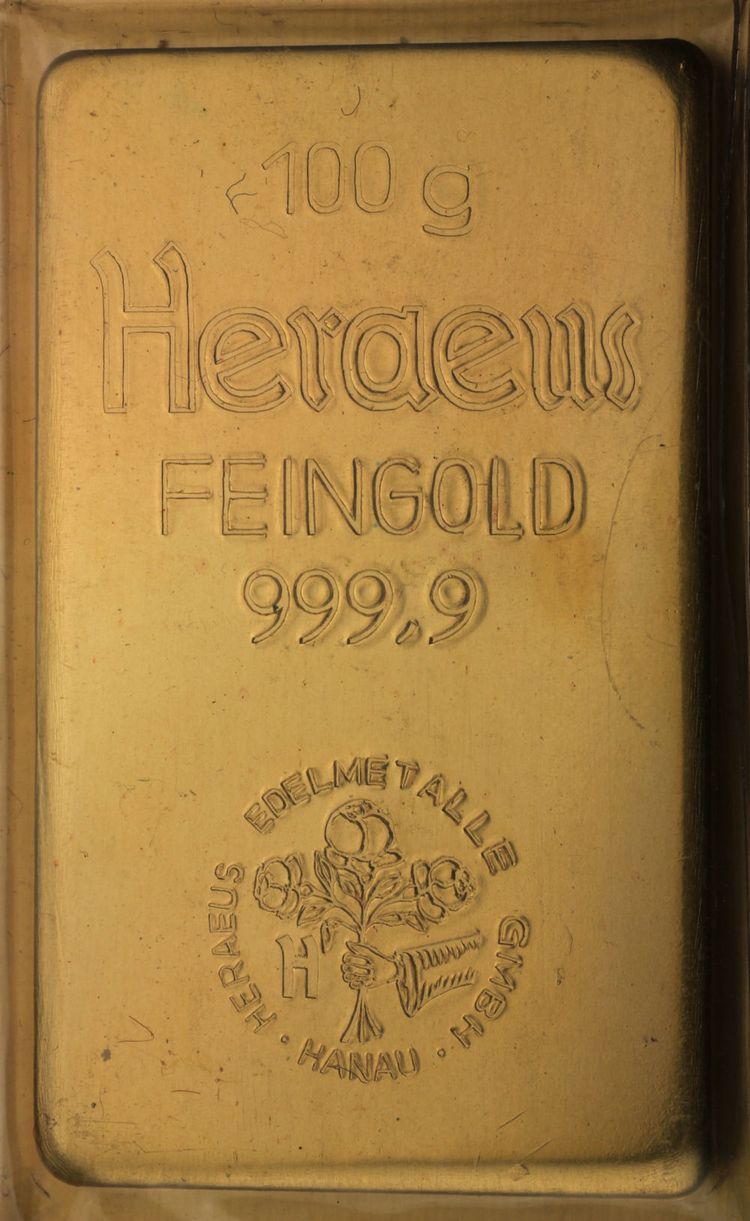 100 g
Heraeus
FEINGOLD
999,9
HERAEUS EDELMETALLE GMBH · HANAU ·
H